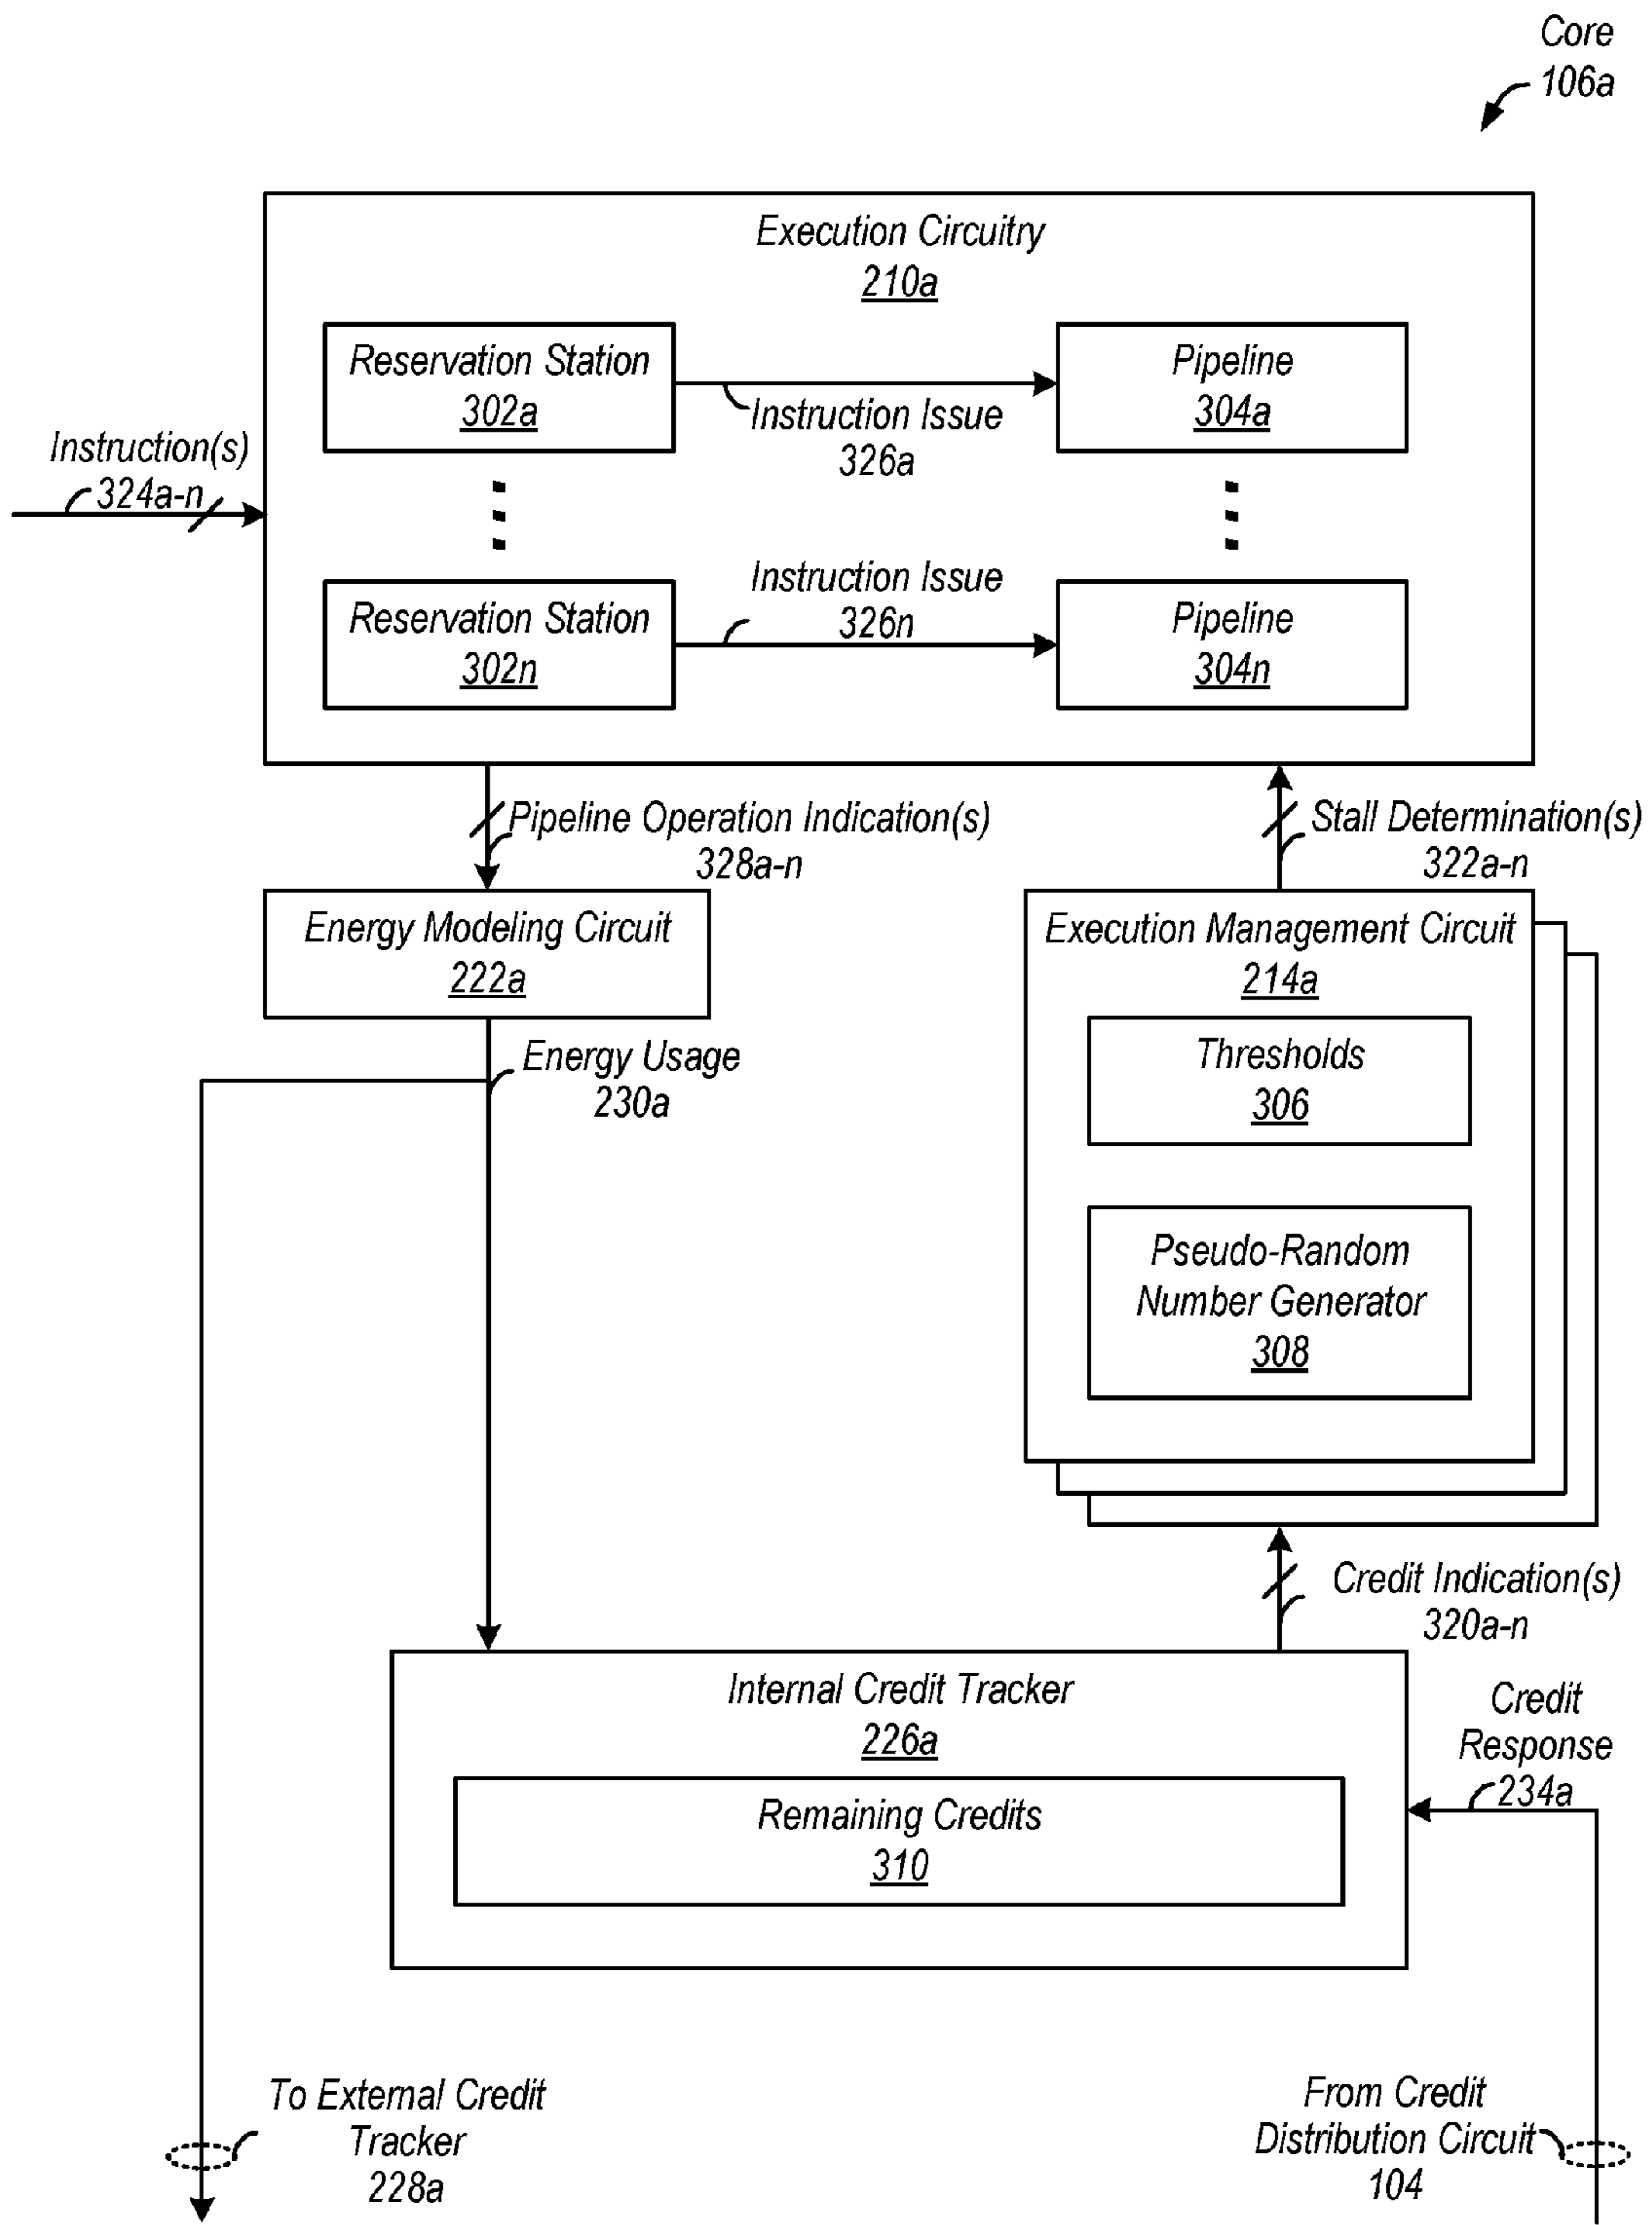 Core
106a
Execution Circuitry
210a
Reservation Station
302a
Pipeline
304a
Instruction Issue
326a
Instruction(s)
324a-n
Instruction Issue
326n
Reservation Station
302n
Pipeline
304n
Pipeline Operation Indication(s)
328a-n
Stall Determination(s)
322a-n
Energy Modeling Circuit
222a
Execution Management Circuit
214a
Energy Usage
230a
Thresholds
306
Pseudo-Random
Number Generator
308
Credit Indication(s)
320a-n
Internal Credit Tracker
226a
Credit
Response
234a
Remaining Credits
310
To External Credit
Tracker
228a
From Credit
Distribution Circuit
104